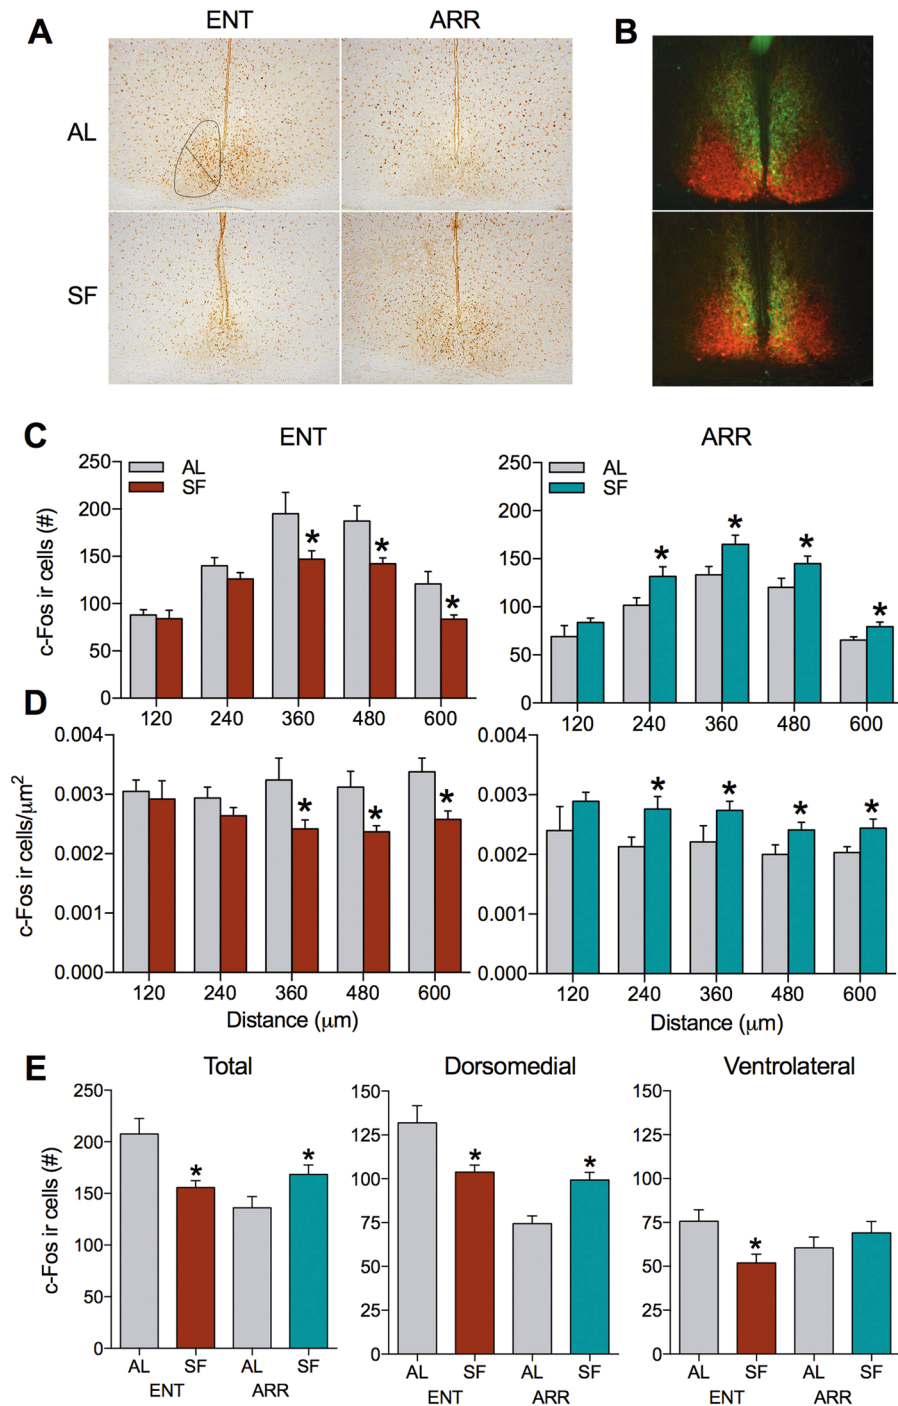 A
ENT
ARR
B
AL
SF
C
ENT
ARR
c-Fos ir cells (#)
250
200
150
100
50
0
AL
SF
*
*
*
120
240
360
480
600
250
200
150
100
50
0
AL
SF
*
*
*
*
120
240
360
480
600
D
c-Fos ir cells/μm²
0.004
0.003
0.002
0.001
0.000
*
*
*
120
240
360
480
600
Distance (μm)
0.004
0.003
0.002
0.001
0.000
*
*
*
*
120
240
360
480
600
Distance (μm)
E
Total
c-Fos ir cells (#)
250
200
150
100
50
0
*
*
AL
SF
AL
SF
ENT
ARR
Dorsomedial
150
125
100
75
50
25
0
*
*
AL
SF
AL
SF
ENT
ARR
Ventrolateral
150
125
100
75
50
25
0
*
AL
SF
AL
SF
ENT
ARR